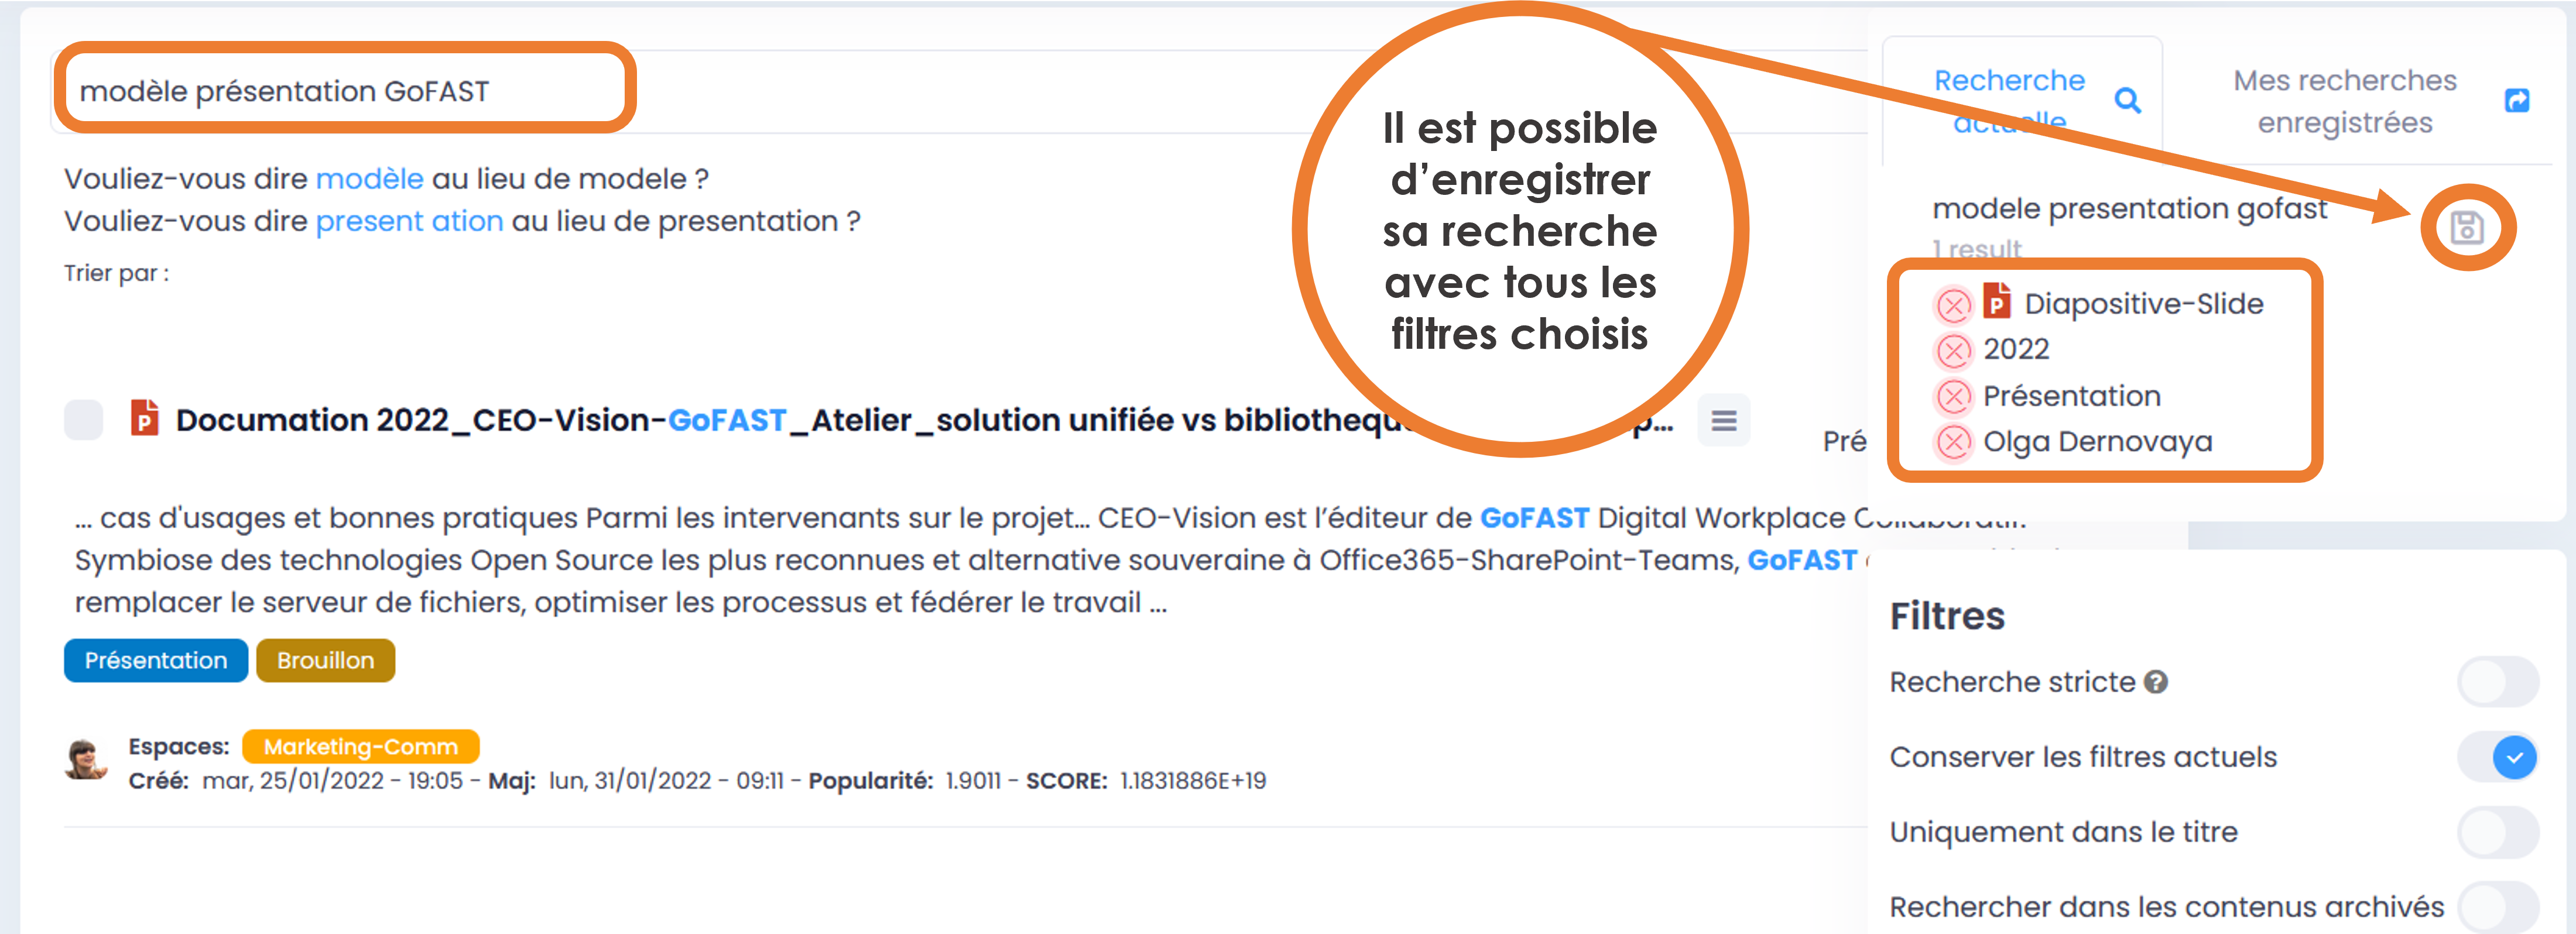 modèle présentation GoFAST
Vouliez-vous dire modèle au lieu de modele ?
Vouliez-vous dire present ation au lieu de presentation ?
Trier par :
Il est possible
d’enregistrer
sa recherche
avec tous les
filtres choisis
Documation 2022_CEO-Vision-GoFAST_Atelier_solution unifiée vs
... cas d'usages et bonnes pratiques Parmi les intervenants sur le projet... CEO-Vision est l’éditeur de GoFAST Digital Workplace Collaboratif.
Symbiose des technologies Open Source les plus reconnues et alternative souveraine à Office365-SharePoint-Teams, GoFAST
remplacer le serveur de fichiers, optimiser les processus et fédérer le travail ...
Présentation Brouillon
Espaces: Marketing-Comm
Créé: mar, 25/01/2022 - 19:05 - Maj: lun, 31/01/2022 - 09:11 - Popularité: 1.9011 - SCORE: 1.1831886E+19
Recherche
actuelle
Mes recherches
enregistrées
modele presentation gofast
1 result
Diapositive-Slide
2022
Présentation
Olga Dernovaya
Filtres
Recherche stricte
Conserver les filtres actuels
Uniquement dans le titre
Rechercher dans les contenus archivés